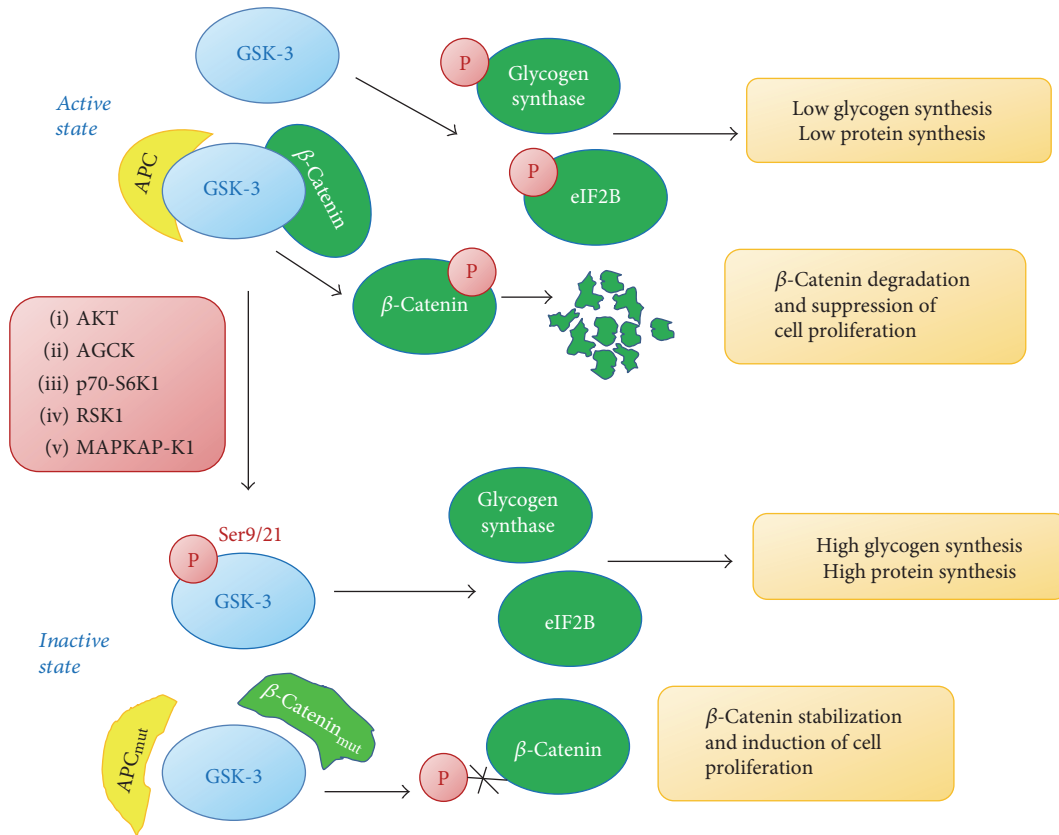 GSK-3
P
Glycogen
synthase
Low glycogen synthesis
Low protein synthesis
Active
state
APC
GSK-3
β-Catenin
P
eIF2B
P
β-Catenin
β-Catenin degradation
and suppression of
cell proliferation
(i) AKT
(ii) AGCK
(iii) p70-S6K1
(iv) RSK1
(v) MAPKAP-K1
Ser9/21
P
GSK-3
Glycogen
synthase
eIF2B
High glycogen synthesis
High protein synthesis
Inactive
state
APCmut
GSK-3
β-Cateninmut
P
β-Catenin
β-Catenin stabilization
and induction of cell
proliferation